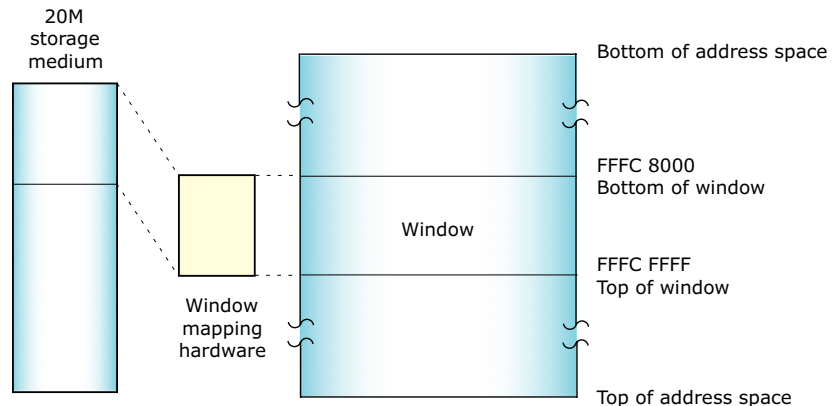 20M
storage
medium
Bottom of address space
FFFC 8000
Bottom of window
Window
FFFC FFFF
Top of window
Window
mapping
hardware
Top of address space